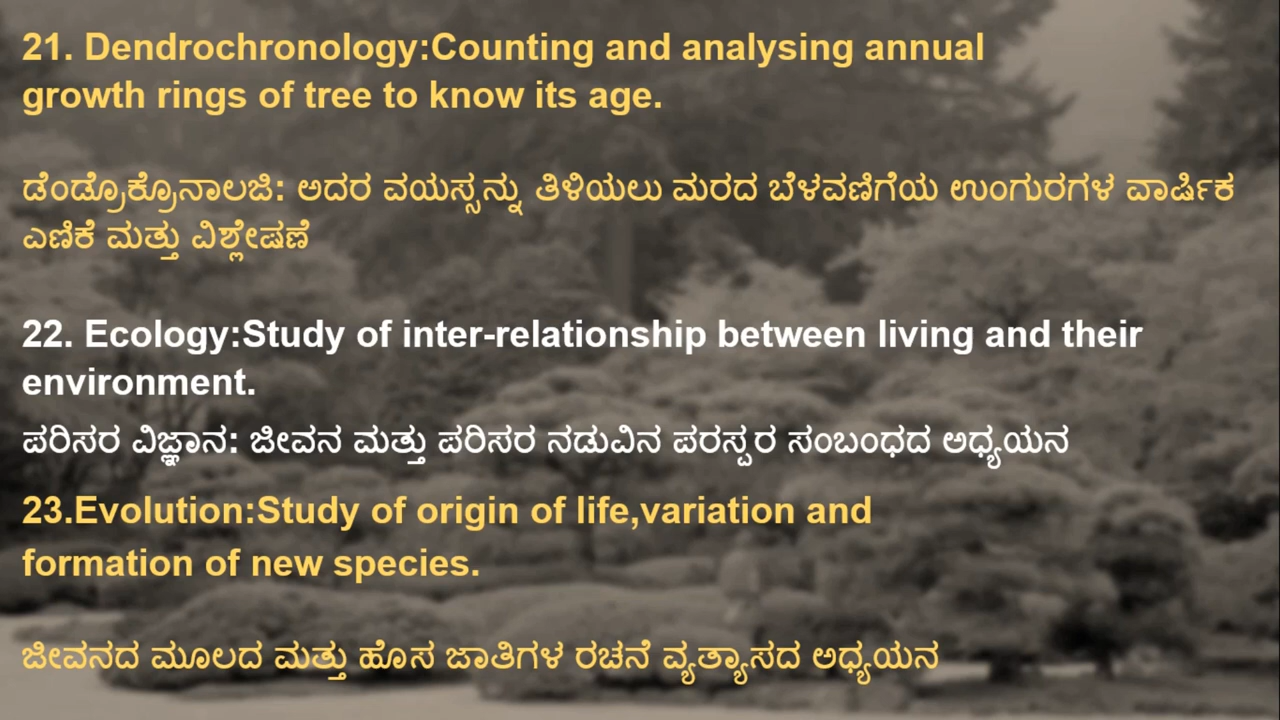 21. Dendrochronology:Counting and analysing annual
growth rings of tree to know its age.
ಡೆಂಡ್ರೊಕ್ರೊನಾಲಜಿ: ಅದರ ವಯಸ್ಸನ್ನು ತಿಳಿಯಲು ಮರದ ಬೆಳವಣಿಗೆಯ ಉಂಗುರಗಳ ವಾರ್ಷಿಕ
ಎಣಿಕೆ ಮತ್ತು ವಿಶ್ಲೇಷಣೆ
22. Ecology:Study of inter-relationship between living and their
environment.
ಪರಿಸರ ವಿಜ್ಞಾನ: ಜೀವನ ಮತ್ತು ಪರಿಸರ ನಡುವಿನ ಪರಸ್ಪರ ಸಂಬಂಧದ ಅಧ್ಯಯನ
23.Evolution:Study of origin of life,variation and
formation of new species.
ಜೀವನದ ಮೂಲದ ಮತ್ತು ಹೊಸ ಜಾತಿಗಳ ರಚನೆ ವ್ಯತ್ಯಾಸದ ಅಧ್ಯಯನ